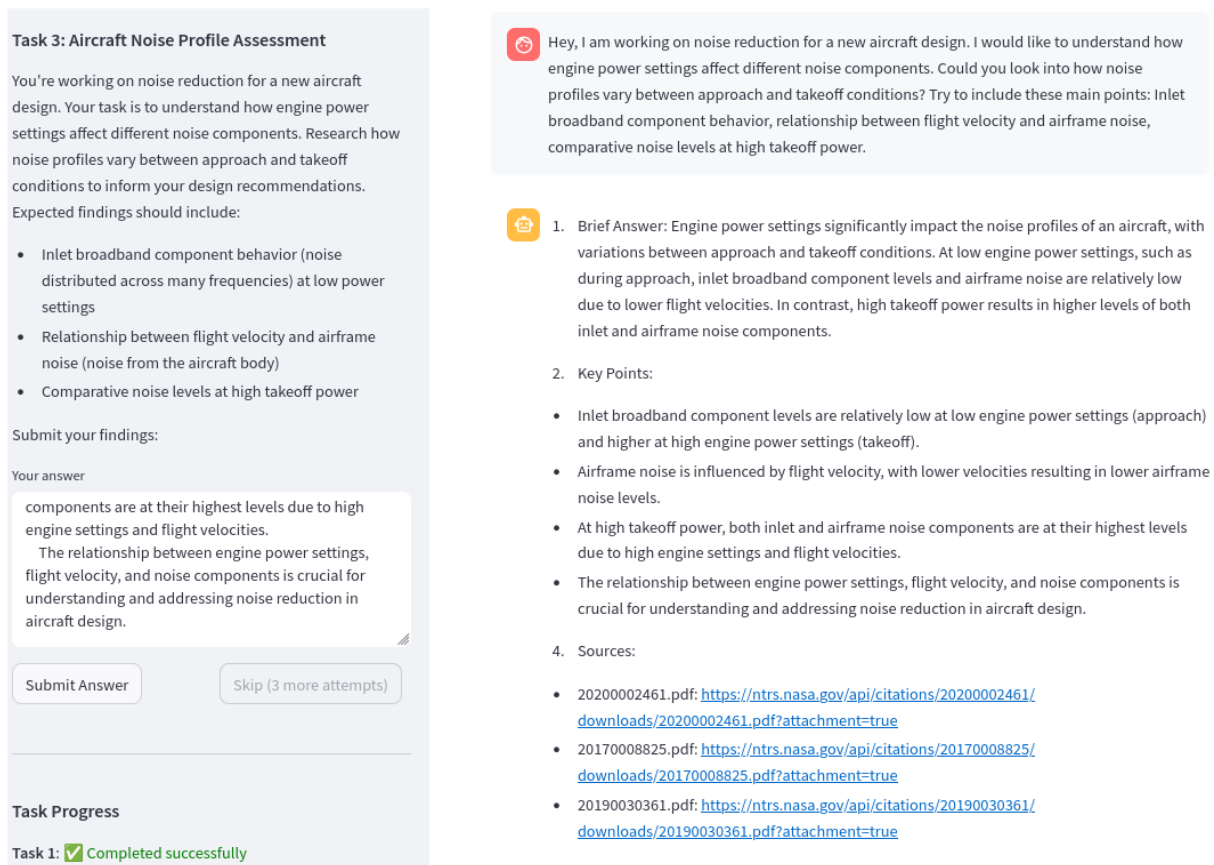 Task 3: Aircraft Noise Profile Assessment
You're working on noise reduction for a new aircraft
design. Your task is to understand how engine power
settings affect different noise components. Research how
noise profiles vary between approach and takeoff
conditions to inform your design recommendations.
Expected findings should include:
• Inlet broadband component behavior (noise
distributed across many frequencies) at low power
settings
• Relationship between flight velocity and airframe
noise (noise from the aircraft body)
• Comparative noise levels at high takeoff power
Submit your findings:
Your answer
components are at their highest levels due to high
engine settings and flight velocities.
The relationship between engine power settings,
flight velocity, and noise components is crucial for
understanding and addressing noise reduction in
aircraft design.
Submit Answer
Skip (3 more attempts)
Task Progress
Task 1: ✅ Completed successfully
Hey, I am working on noise reduction for a new aircraft design. I would like to understand how
engine power settings affect different noise components. Could you look into how noise
profiles vary between approach and takeoff conditions? Try to include these main points: Inlet
broadband component behavior, relationship between flight velocity and airframe noise,
comparative noise levels at high takeoff power.
1. Brief Answer: Engine power settings significantly impact the noise profiles of an aircraft, with
variations between approach and takeoff conditions. At low engine power settings, such as
during approach, inlet broadband component levels and airframe noise are relatively low
due to lower flight velocities. In contrast, high takeoff power results in higher levels of both
inlet and airframe noise components.
2. Key Points:
• Inlet broadband component levels are relatively low at low engine power settings (approach)
and higher at high engine power settings (takeoff).
• Airframe noise is influenced by flight velocity, with lower velocities resulting in lower airframe
noise levels.
• At high takeoff power, both inlet and airframe noise components are at their highest levels
due to high engine settings and flight velocities.
• The relationship between engine power settings, flight velocity, and noise components is
crucial for understanding and addressing noise reduction in aircraft design.
4. Sources:
• 20200002461.pdf: https://ntrs.nasa.gov/api/citations/20200002461/
downloads/20200002461.pdf?attachment=true
• 20170008825.pdf: https://ntrs.nasa.gov/api/citations/20170008825/
downloads/20170008825.pdf?attachment=true
• 20190030361.pdf: https://ntrs.nasa.gov/api/citations/20190030361/
downloads/20190030361.pdf?attachment=true